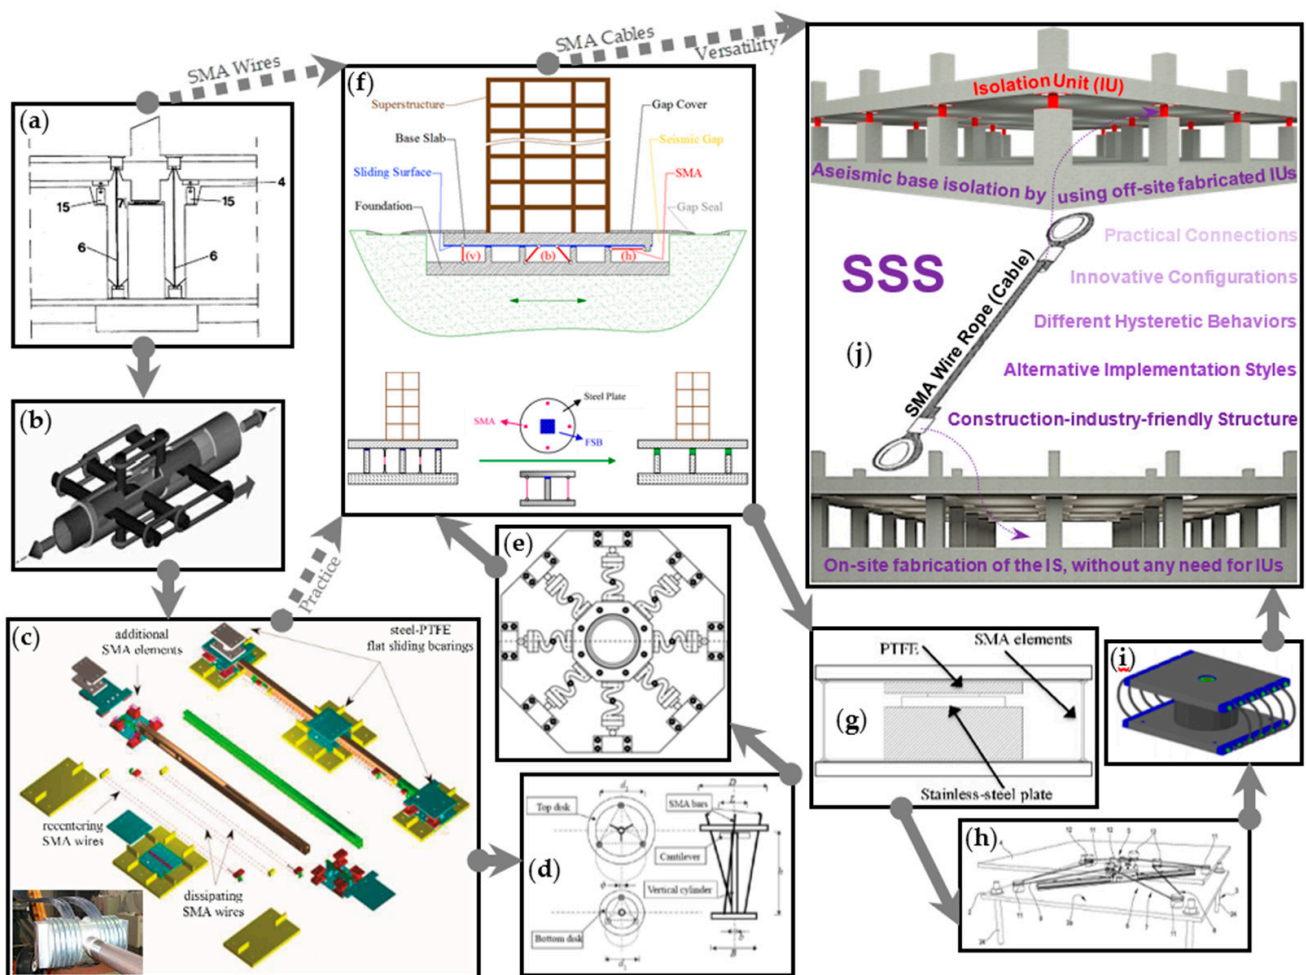 SMA Wires
SMA Cables
Versatility
(a)
4
15
7
15
6
6
(b)
(c)
additional
SMA elements
steel-PTFE
flat sliding bearings
recentering
SMA wires
dissipating
SMA wires
Practice
(f)
Superstructure
Gap Cover
Base Slab
Seismic Gap
Sliding Surface
SMA
Foundation
Gap Seal
(v)
(b)
(h)
Steel Plate
SMA
FSB
(e)
(d)
Top disk
SMA bars
Cantilever
Vertical cylinder
Bottom disk
D
L
(g)
PTFE
SMA elements
Stainless-steel plate
(h)
(i)
Isolation Unit (IU)
Aseismic base isolation by using off-site fabricated IUs
SSS
Practical Connections
Innovative Configurations
Different Hysteretic Behaviors
(j)
SMA Wire Rope (Cable)
Alternative Implementation Styles
Construction-industry-friendly Structure
On-site fabrication of the IS, without any need for IUs